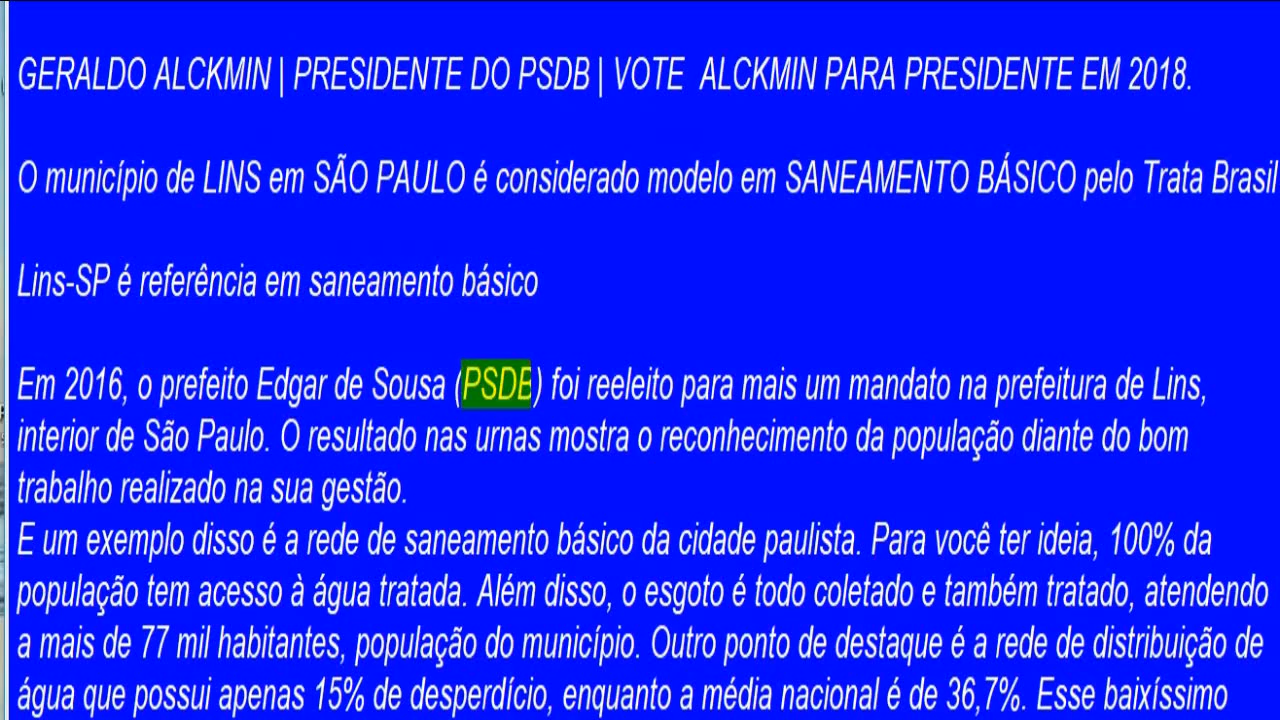 GERALDO ALCKMIN | PRESIDENTE DO PSDB | VOTE ALCKMIN PARA PRESIDENTE EM 2018.
O município de LINS em SÃO PAULO é considerado modelo em SANEAMENTO BÁSICO pelo Trata Brasil
Lins-SP é referência em saneamento básico
Em 2016, o prefeito Edgar de Sousa (PSDB) foi reeleito para mais um mandato na prefeitura de Lins,
interior de São Paulo. O resultado nas urnas mostra o reconhecimento da população diante do bom
trabalho realizado na sua gestão.
E um exemplo disso é a rede de saneamento básico da cidade paulista. Para você ter ideia, 100% da
população tem acesso à água tratada. Além disso, o esgoto é todo coletado e também tratado, atendendo
a mais de 77 mil habitantes, população do município. Outro ponto de destaque é a rede de distribuição de
água que possui apenas 15% de desperdício, enquanto a média nacional é de 36,7%. Esse baixíssimo